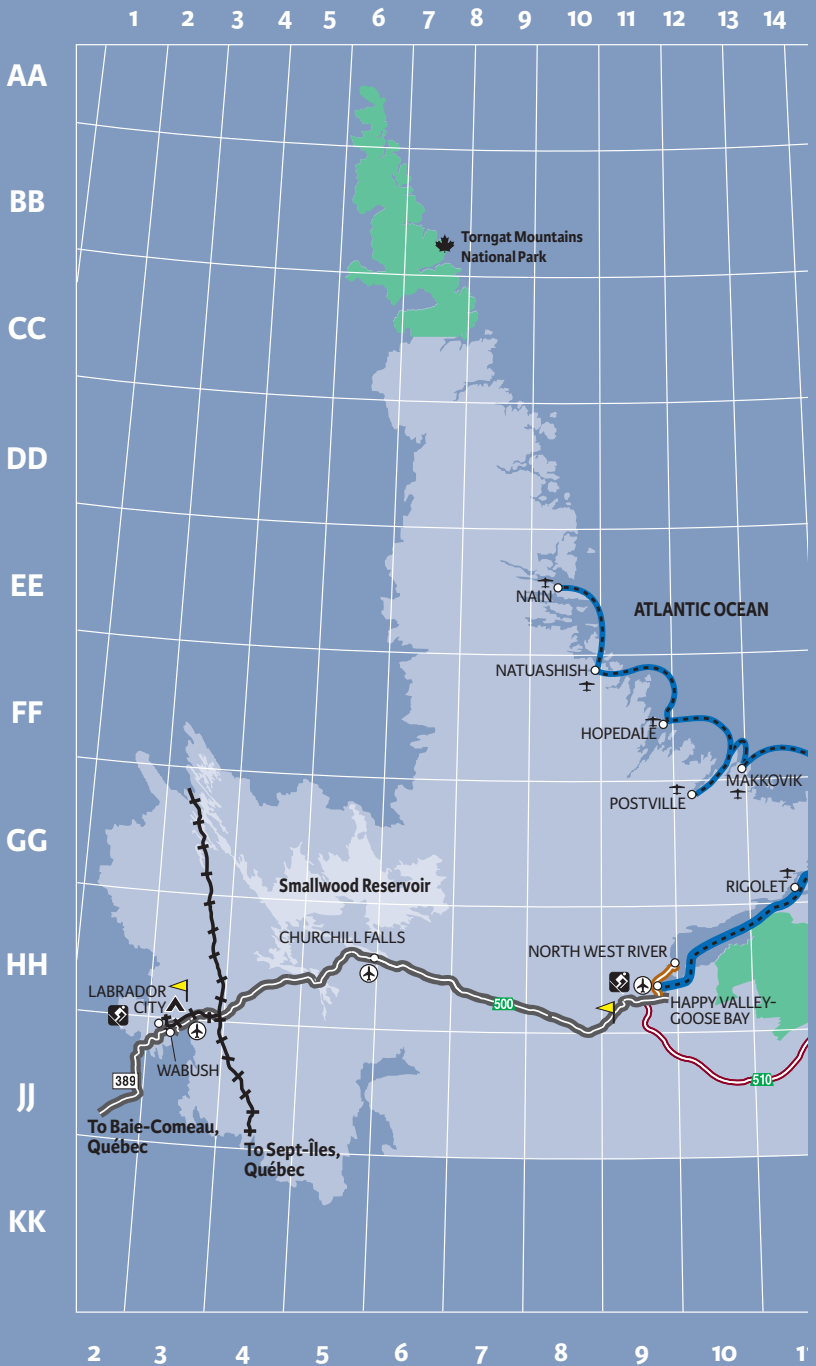 1 2 3 4 5 6 7 8 9 10 11 12 13 14
AA
BB
Torngat Mountains
National Park
CC
DD
EE
NAIN
ATLANTIC OCEAN
NATUASHISH
FF
HOPEDALE
MAKKOVIK
POSTVILLE
GG
Smallwood Reservoir
RIGOLET
CHURCHILL FALLS
NORTH WEST RIVER
HH
LABRADOR
CITY
500
HAPPY VALLEY-
GOOSE BAY
WABUSH
389
510
JJ
To Baie-Comeau,
Québec
To Sept-Îles,
Québec
KK
2 3 4 5 6 7 8 9 10